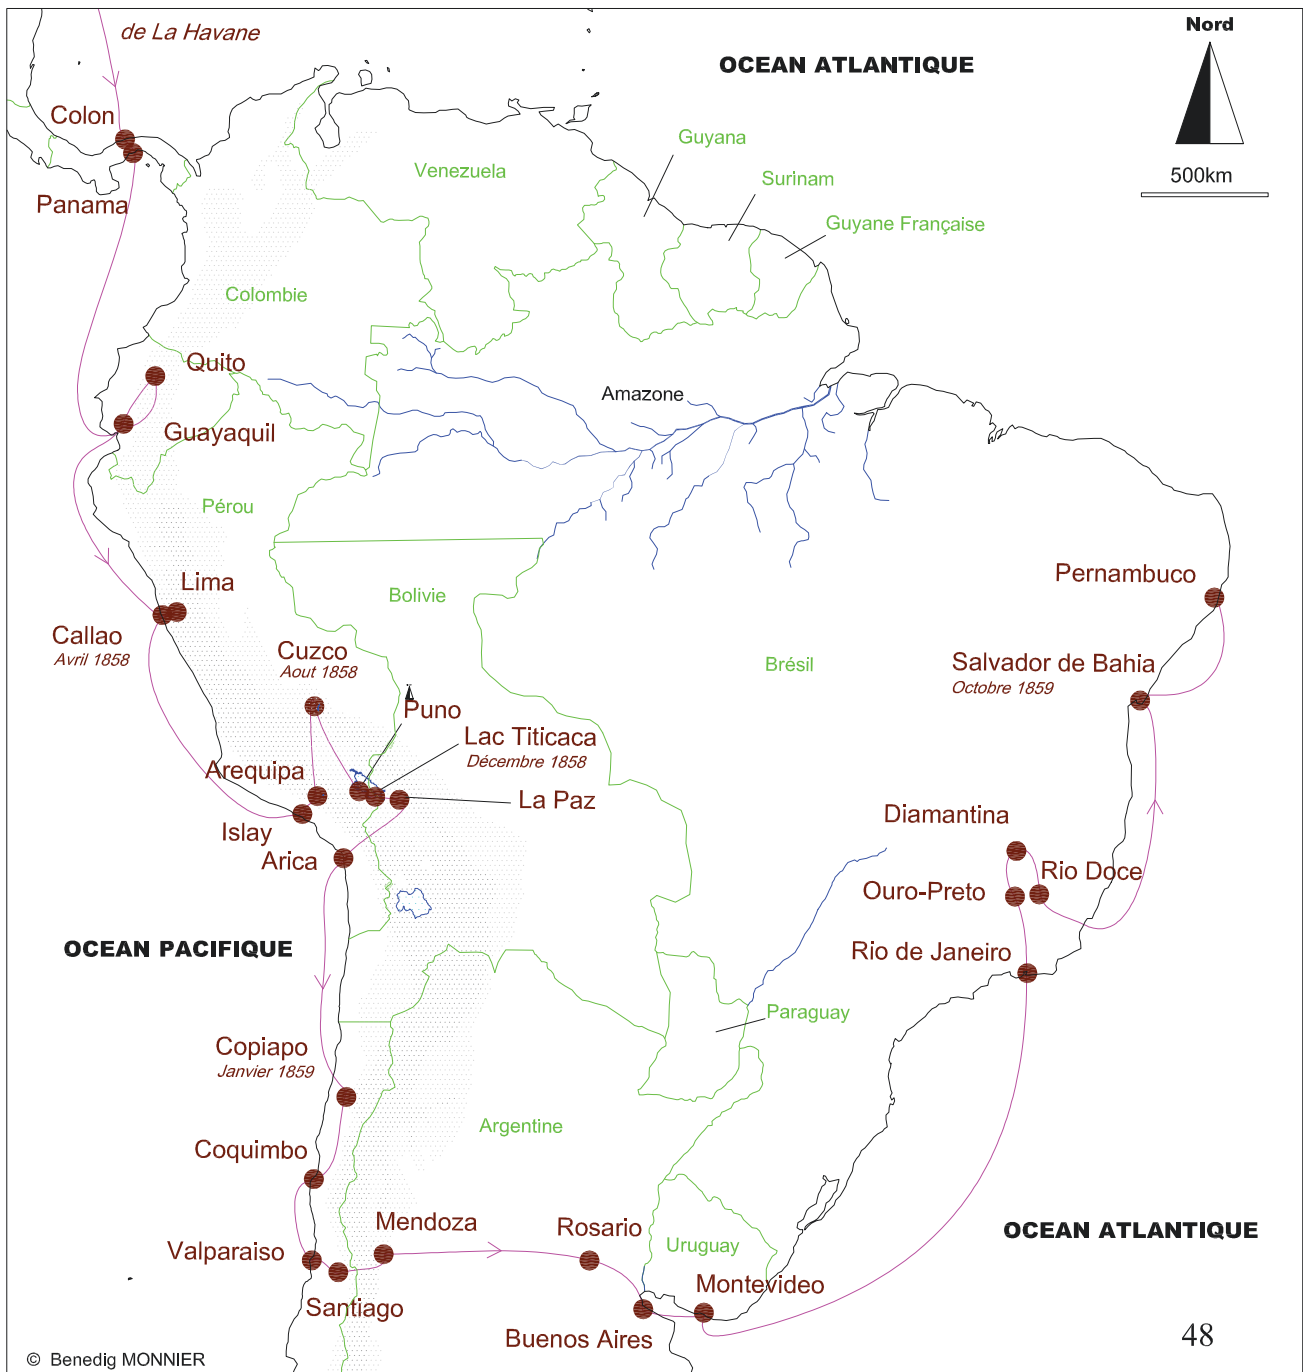 de La Havane
Nord
OCEAN ATLANTIQUE
Colon
Guyana
Venezuela
Surinam
500km
Panama
Guyane Française
Colombie
Quito
Amazone
Guayaquil
Pérou
Pernambuco
Lima
Bolivie
Callao
Avril 1858
Cuzco
Aout 1858
Brésil
Salvador de Bahia
Octobre 1859
Puno
Lac Titicaca
Décembre 1858
Arequipa
La Paz
Diamantina
Islay
Arica
Rio Doce
Ouro-Preto
OCEAN PACIFIQUE
Rio de Janeiro
Paraguay
Copiapo
Janvier 1859
Argentine
Coquimbo
Mendoza
Rosario
OCEAN ATLANTIQUE
Valparaiso
Uruguay
Montevideo
Santiago
Buenos Aires
48
© Benedig MONNIER